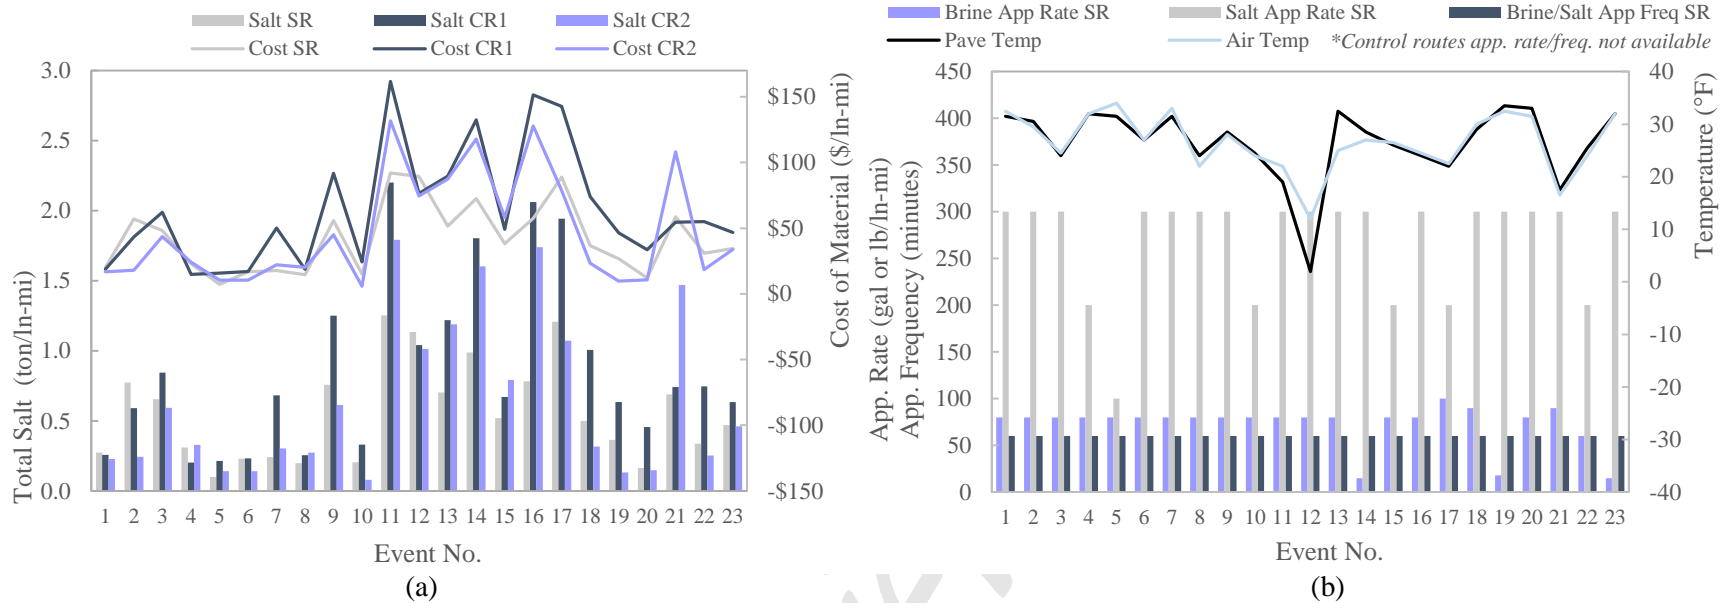 Salt SR Salt CR1 Salt CR2
Cost SR Cost CR1 Cost CR2
3.0
2.5
2.0
1.5
1.0
0.5
0.0
Total Salt (ton/ln-mi)
$150
$100
$50
$0
-$50
-$100
-$150
Cost of Material ($/ln-mi)
1 2 3 4 5 6 7 8 9 10 11 12 13 14 15 16 17 18 19 20 21 22 23
Event No.
(a)
Brine App Rate SR Salt App Rate SR Brine/Salt App Freq SR
Pave Temp Air Temp *Control routes app. rate/freq. not available
450
400
350
300
250
200
150
100
50
0
App. Rate (gal or lb/ln-mi)
App. Frequency (minutes)
40
30
20
10
0
-10
-20
-30
-40
Temperature (°F)
1 2 3 4 5 6 7 8 9 10 11 12 13 14 15 16 17 18 19 20 21 22 23
Event No.
(b)